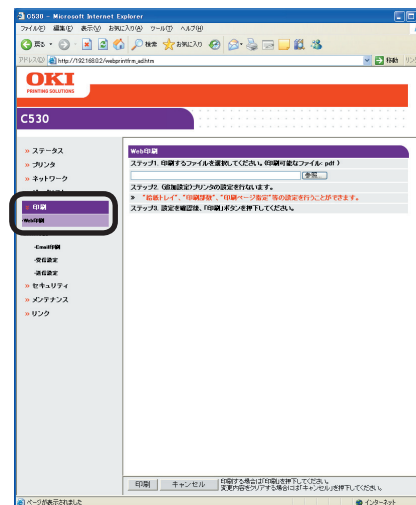 C530 - Microsoft Internet Explorer
ファイル(F) 編集(E) 表示(V) お気に入り(A) ツール(T) ヘルプ(H)
戻る 検索 お気に入り
アドレス(D) http://192.168.0.2/webprintfrm_ad.htm 移動 リンク
OKI
PRINTING SOLUTIONS
C530
» ステータス
» プリンタ
» ネットワーク
» 印刷
-Web印刷
-Email印刷
-受信設定
-送信設定
» セキュリティ
» メンテナンス
» リンク
Web印刷
ステップ1. 印刷するファイルを選択してください。(印刷可能なファイル: pdf )
参照...
ステップ2. (追加設定)プリンタの設定を行ないます。
» "給紙トレイ"、"印刷部数"、"印刷ページ指定"等の設定を行うことができます。
ステップ3. 設定を確認後、「印刷」ボタンを押下してください。
印刷 キャンセル
印刷する場合は「印刷」を押下してください。
変更内容をクリアする場合には「キャンセル」を押下してください。
ページが表示されました インターネット